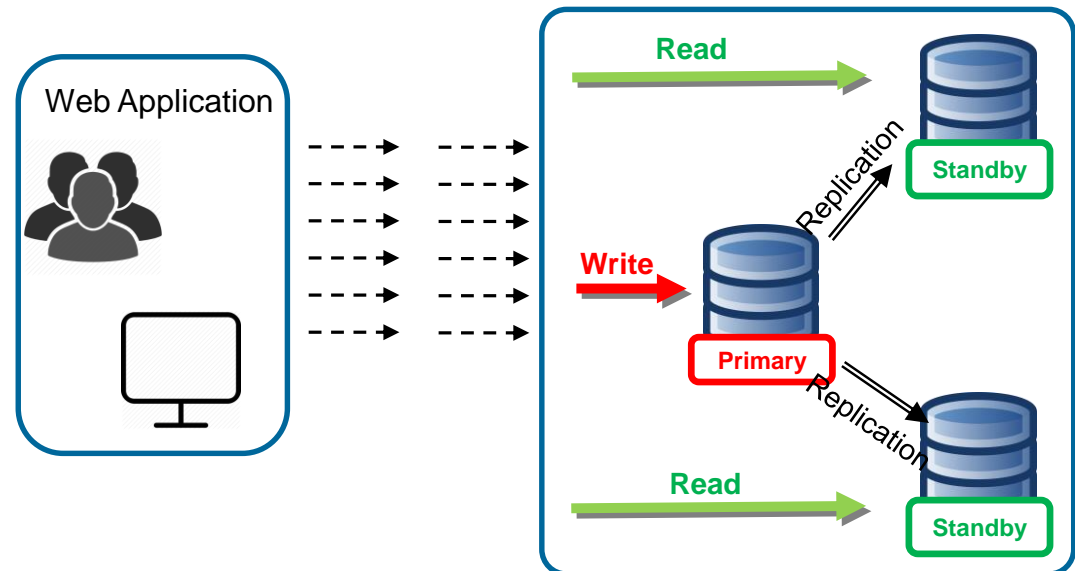 Web Application
Read
Replication
Standby
Write
Primary
Replication
Read
Standby